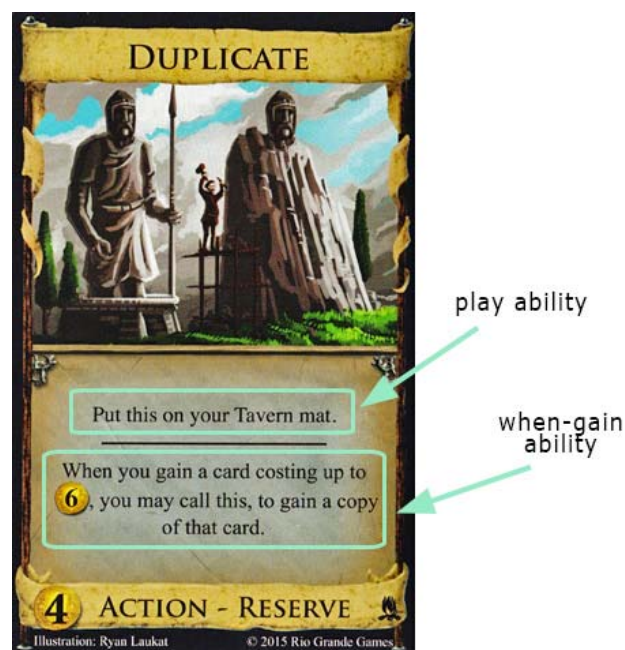 DUPLICATE
play ability
Put this on your Tavern mat.
when-gain
ability
When you gain a card costing up to
6, you may call this, to gain a copy
of that card.
4 ACTION - RESERVE
Illustration: Ryan Laukat © 2015 Rio Grande Games